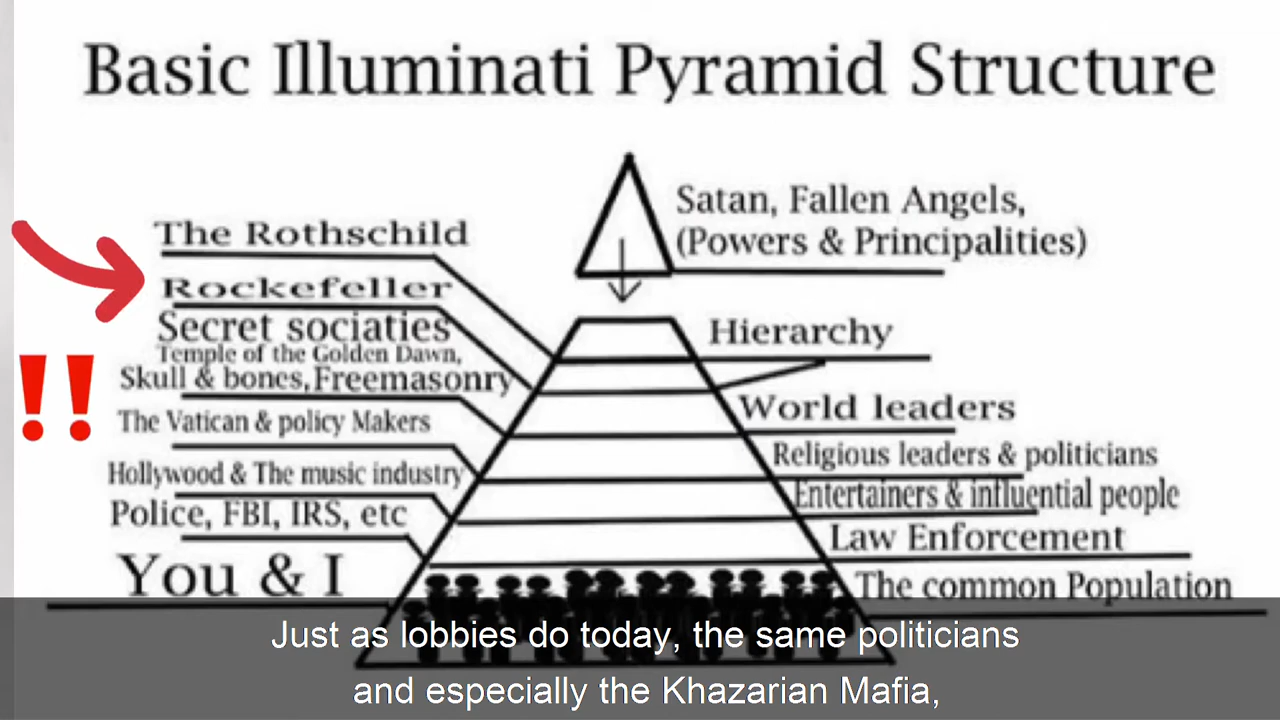 Basic Illuminati Pyramid Structure
Satan, Fallen Angels,
(Powers & Principalities)
The Rothschild
Rockefeller
Secret sociaties
Temple of the Golden Dawn,
Skull & bones, Freemasonry
The Vatican & policy Makers
Hollywood & The music industry
Police, FBI, IRS, etc
You & I
Hierarchy
World leaders
Religious leaders & politicians
Entertainers & influential people
Law Enforcement
The common Population
Just as lobbies do today, the same politicians
and especially the Khazarian Mafia,